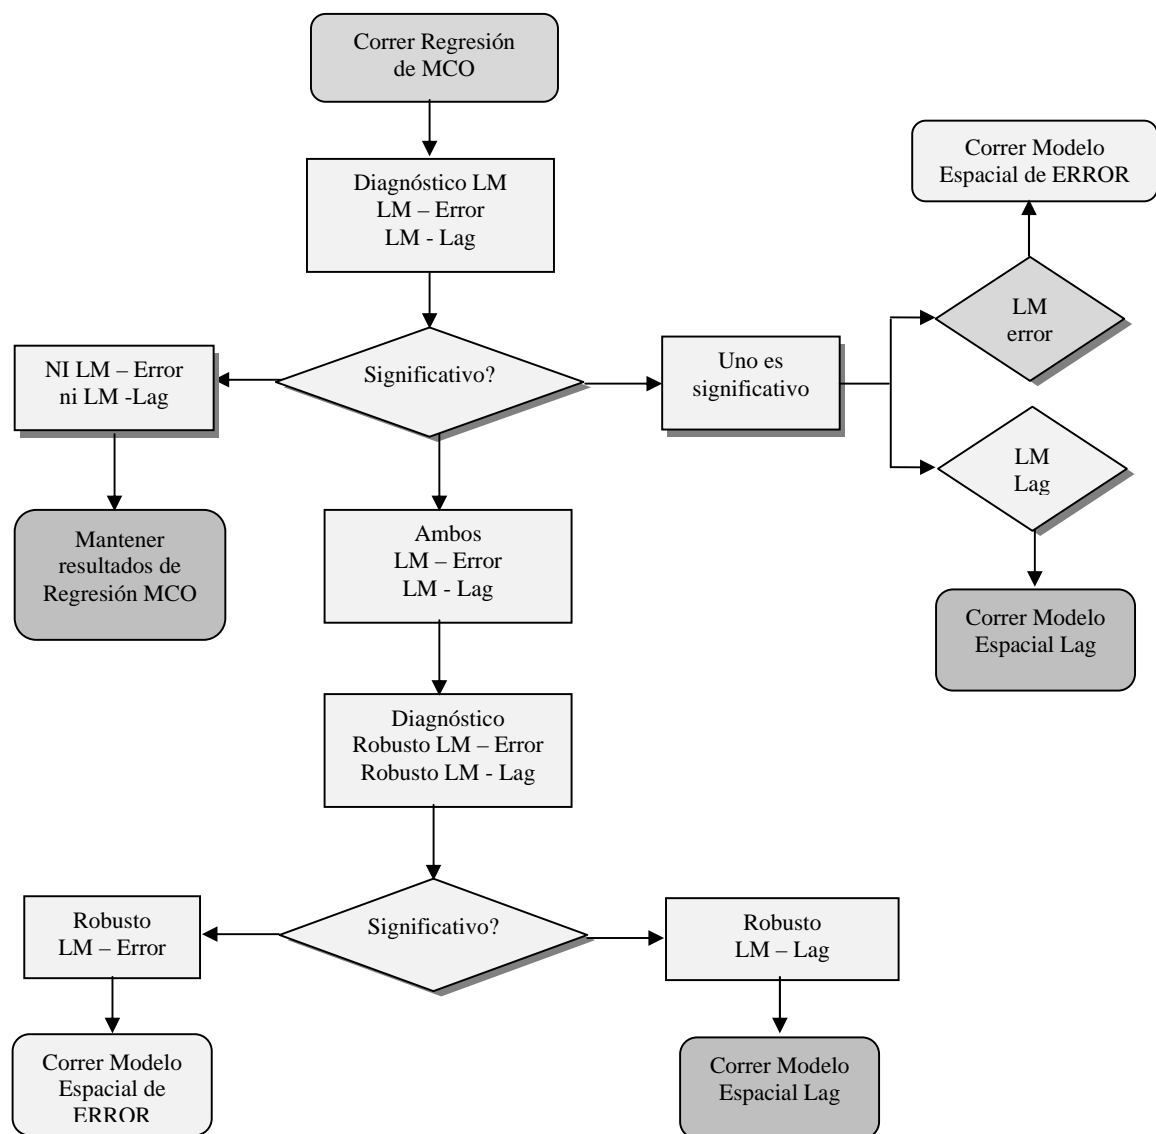 Correr Regresión
de MCO
Diagnóstico LM
LM – Error
LM - Lag
Significativo?
NI LM – Error
ni LM -Lag
Mantener
resultados de
Regresión MCO
Uno es
significativo
LM
error
Correr Modelo
Espacial de ERROR
LM
Lag
Correr Modelo
Espacial Lag
Ambos
LM – Error
LM - Lag
Diagnóstico
Robusto LM – Error
Robusto LM - Lag
Significativo?
Robusto
LM – Error
Correr Modelo
Espacial de
ERROR
Robusto
LM – Lag
Correr Modelo
Espacial Lag